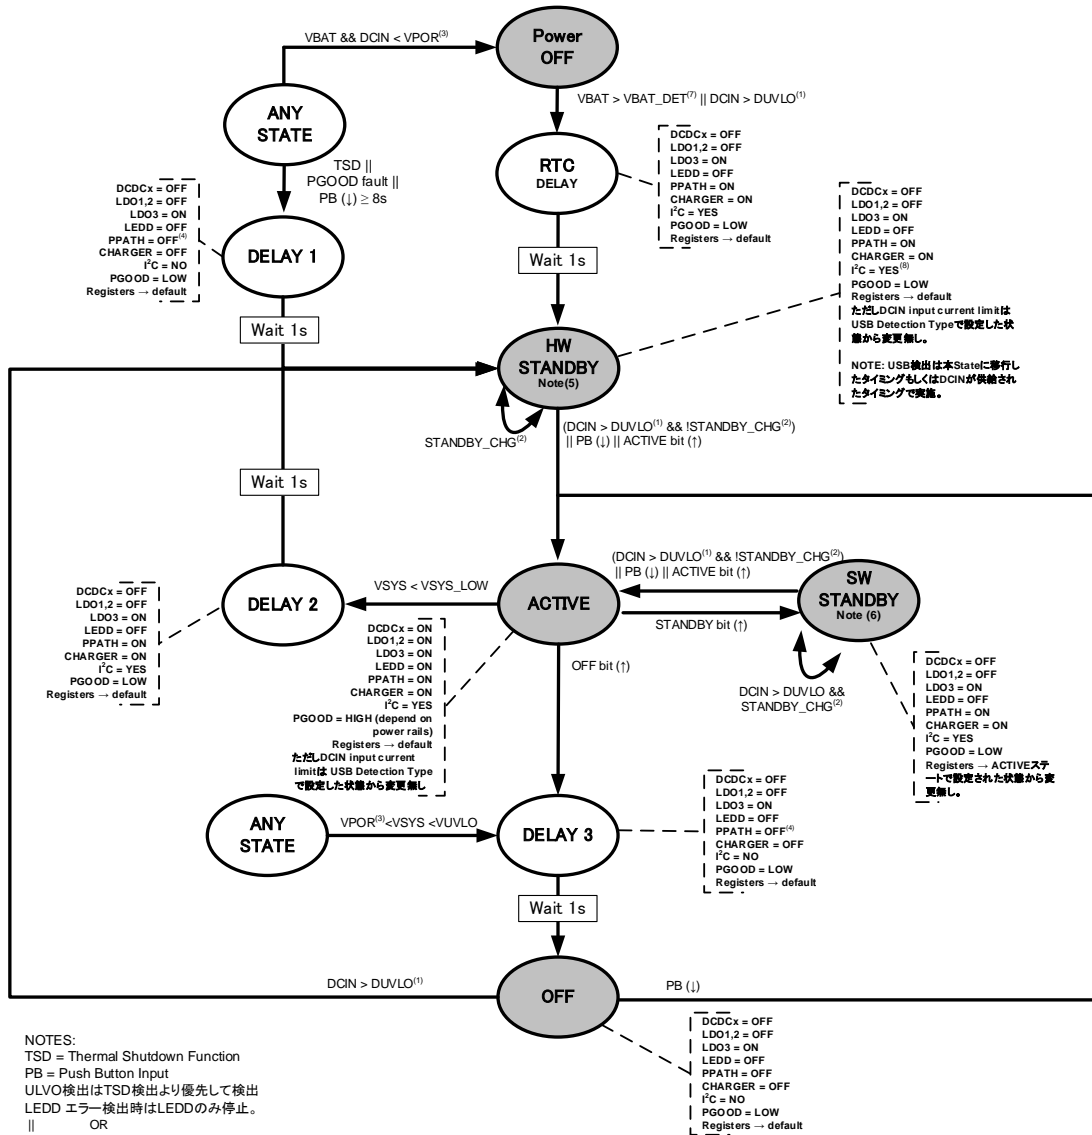 Power
OFF
VBAT && DCIN < VPOR(3)
VBAT > VBAT_DET(7) || DCIN > DUVLO(1)
ANY
STATE
TSD ||
PGOOD fault ||
PB (↓) ≥ 8s
RTC
DELAY
DCDCx = OFF
LDO1,2 = OFF
LDO3 = ON
LEDD = OFF
PPATH = ON
CHARGER = ON
I²C = YES
PGOOD = LOW
Registers → default
DCDCx = OFF
LDO1,2 = OFF
LDO3 = ON
LEDD = OFF
PPATH = OFF(4)
CHARGER = OFF
I²C = NO
PGOOD = LOW
Registers → default
DELAY 1
Wait 1s
Wait 1s
DCDCx = OFF
LDO1,2 = OFF
LDO3 = ON
LEDD = OFF
PPATH = ON
CHARGER = ON
I²C = YES(8)
PGOOD = LOW
Registers → default
ただしDCIN input current limitは
USB Detection Typeで設定した状
態から変更無し。
NOTE: USB検出は本Stateに移行し
たタイミングもしくはDCINが供給され
たタイミングで実施。
HW
STANDBY
Note(5)
STANDBY_CHG(2)
(DCIN > DUVLO(1) && !STANDBY_CHG(2))
|| PB (↓) || ACTIVE bit (↑)
Wait 1s
DCDCx = OFF
LDO1,2 = OFF
LDO3 = ON
LEDD = OFF
PPATH = ON
CHARGER = ON
I²C = YES
PGOOD = LOW
Registers → default
DELAY 2
VSYS < VSYS_LOW
ACTIVE
(DCIN > DUVLO(1) && !STANDBY_CHG(2))
|| PB (↓) || ACTIVE bit (↑)
STANDBY bit (↑)
SW
STANDBY
Note (6)
DCDCx = ON
LDO1,2 = ON
LDO3 = ON
LEDD = ON
PPATH = ON
CHARGER = ON
I²C = YES
PGOOD = HIGH (depend on
power rails)
Registers → default
ただしDCIN input current
limitは USB Detection Type
で設定した状態から変更無し
OFF bit (↑)
DCIN > DUVLO &&
STANDBY_CHG(2)
DCDCx = OFF
LDO1,2 = OFF
LDO3 = ON
LEDD = OFF
PPATH = ON
CHARGER = ON
I²C = YES
PGOOD = LOW
Registers → ACTIVEステ
ートで設定された状態から変
更無し。
ANY
STATE
VPOR(3)<VSYS <VUVLO
DELAY 3
DCDCx = OFF
LDO1,2 = OFF
LDO3 = ON
LEDD = OFF
PPATH = OFF(4)
CHARGER = OFF
I²C = NO
PGOOD = LOW
Registers → default
Wait 1s
DCIN > DUVLO(1)
OFF
PB (↓)
DCDCx = OFF
LDO1,2 = OFF
LDO3 = ON
LEDD = OFF
PPATH = OFF
CHARGER = OFF
I²C = NO
PGOOD = LOW
Registers → default
NOTES:
TSD = Thermal Shutdown Function
PB = Push Button Input
ULVO検出はTSD検出より優先して検出
LEDD エラー検出時はLEDDのみ停止。
|| OR